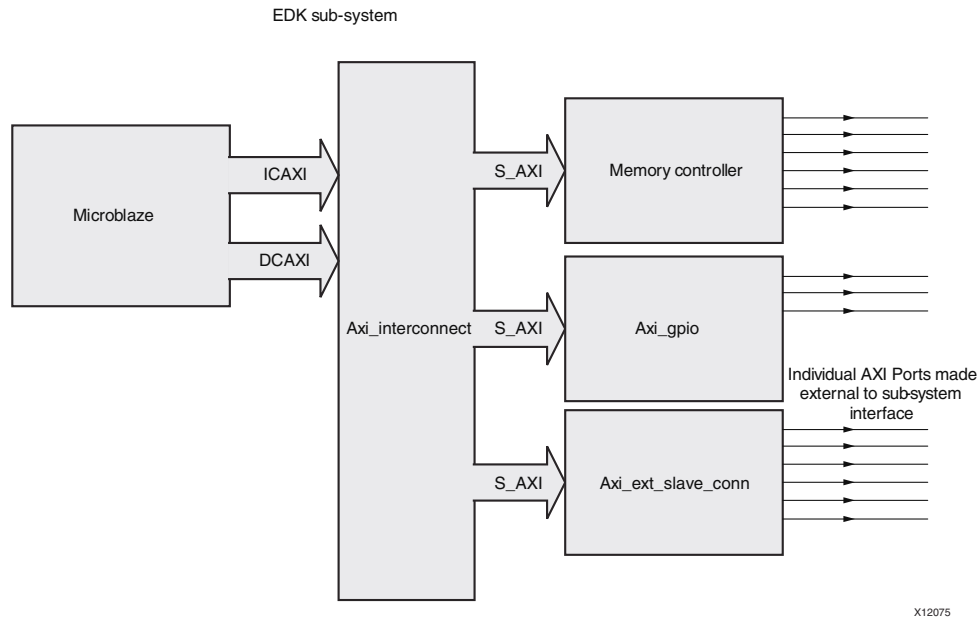 EDK sub-system
Microblaze
ICAXI
DCAXI
Axi_interconnect
S_AXI
Memory controller
S_AXI
Axi_gpio
Individual AXI Ports made
external to sub-system
interface
S_AXI
Axi_ext_slave_conn
X12075